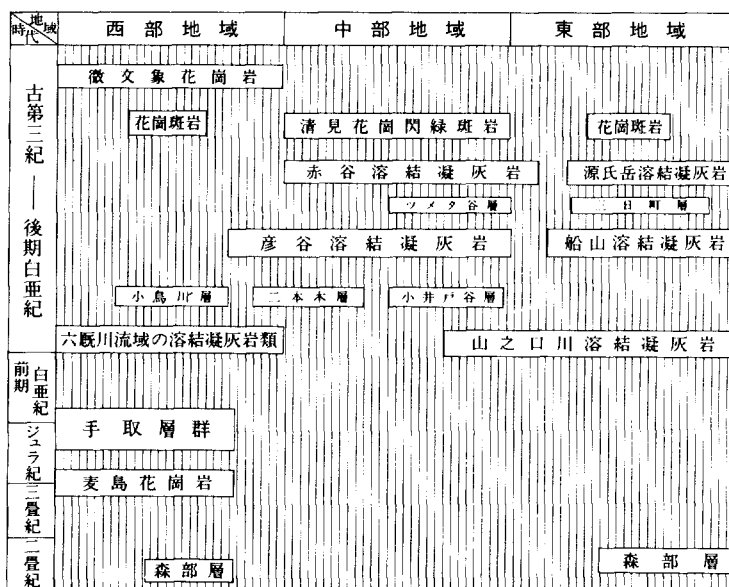 地域
時代
西部地域
中部地域
東部地域
古第三紀―後期白亜紀
微文象花崗岩
花崗斑岩
清見花崗閃緑斑岩
花崗斑岩
赤谷溶結凝灰岩
源氏岳溶結凝灰岩
ツメタ谷層
二日町層
彦谷溶結凝灰岩
船山溶結凝灰岩
小鳥川層
二本木層
小井戸谷層
六厩川流域の溶結凝灰岩類
山之口川溶結凝灰岩
前期白亜紀
手取層群
ジュラ紀
麦島花崗岩
三畳紀
二畳紀
森部層
森部層